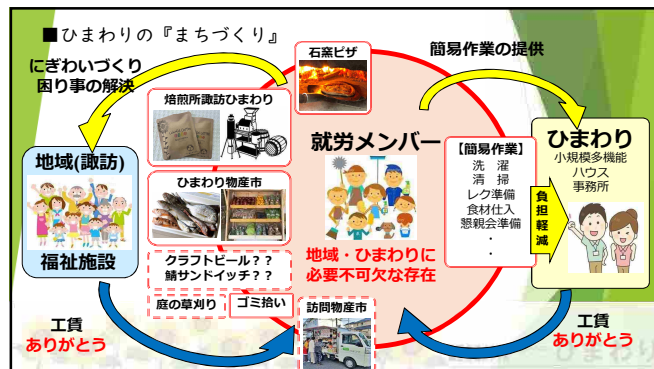 ■ひまわりの『まちづくり』
にぎわいづくり
困り事の解決
石窯ピザ
簡易作業の提供
焙煎所諏訪ひまわり
地域(諏訪)
福祉施設
ひまわり物産市
クラフトビール？？
鯖サンドイッチ？？
庭の草刈り
ゴミ拾い
訪問物産市
就労メンバー
地域・ひまわりに
必要不可欠な存在
【簡易作業】
洗 濯
清 掃
レク準備
食材仕入
懇親会準備
・
・
負担軽減
ひまわり
小規模多機能
ハウス
事務所
工賃
ありがとう
工賃
ありがとう
ひまわり